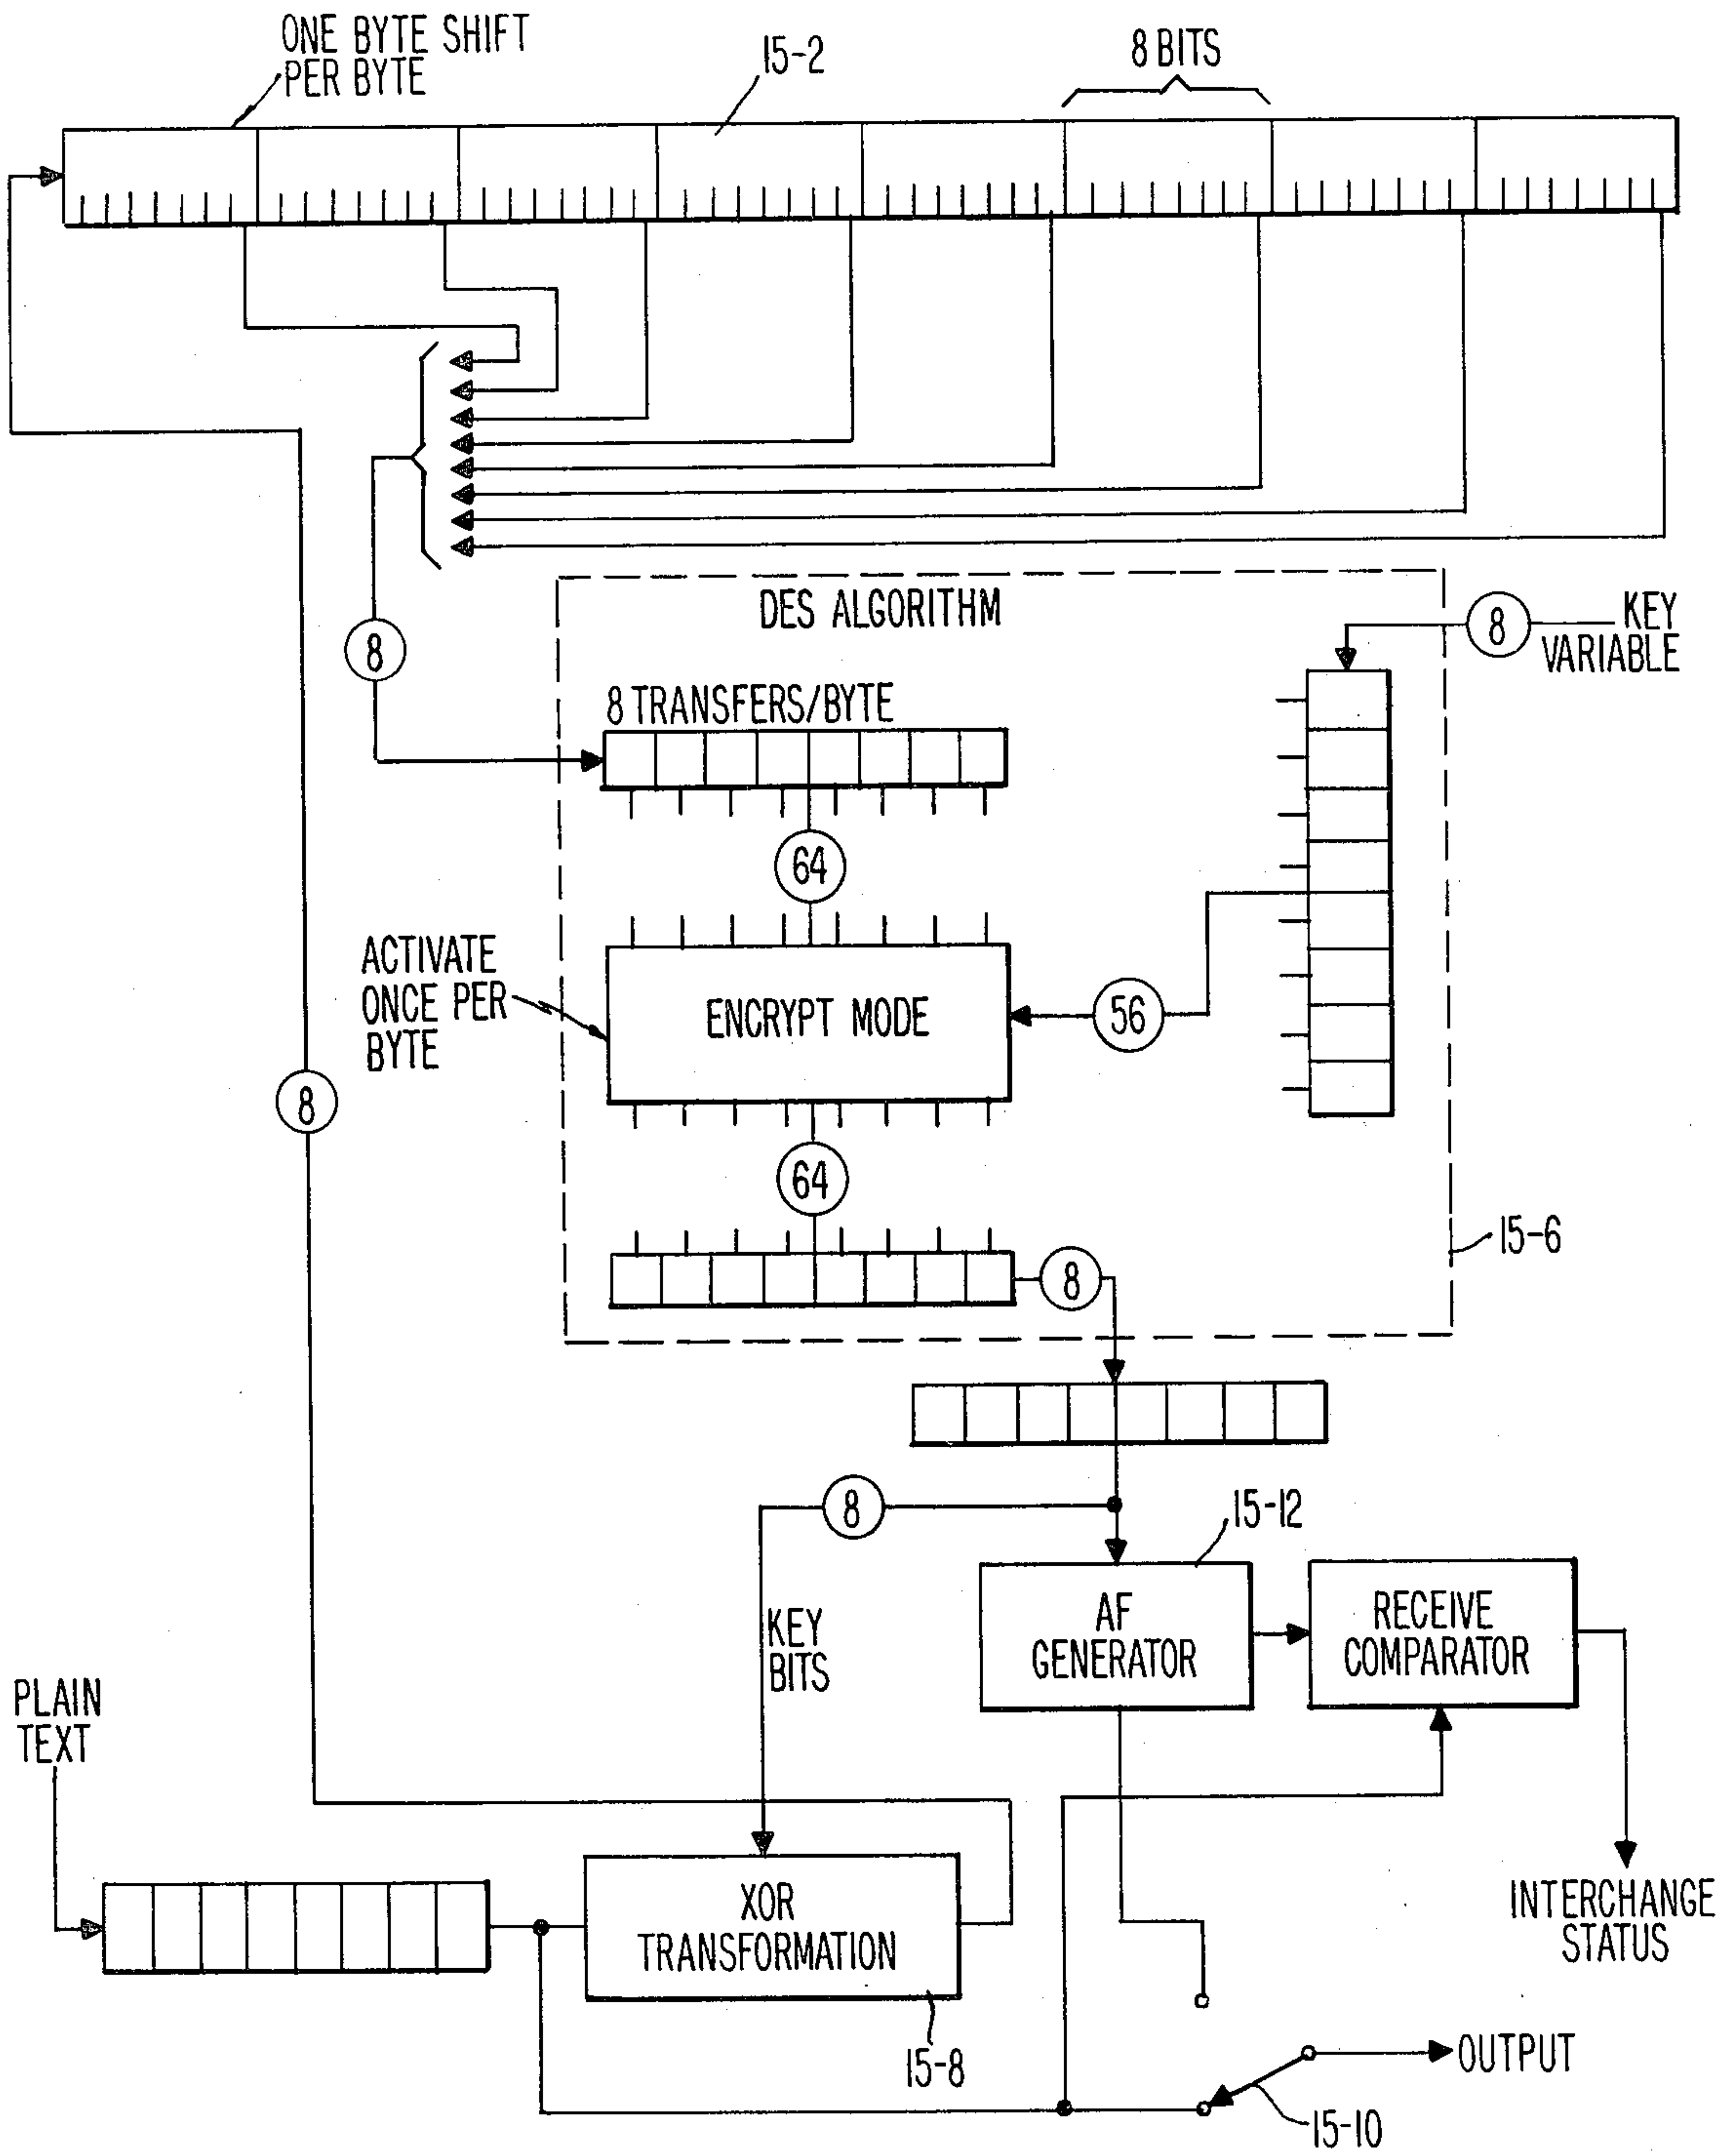 ONE BYTE SHIFT
PER BYTE
15-2
8 BITS
DES ALGORITHM
8
KEY
VARIABLE
8
8 TRANSFERS/BYTE
64
ACTIVATE
ONCE PER
BYTE
ENCRYPT MODE
56
8
64
15-6
8
8
15-12
KEY
BITS
AF
GENERATOR
RECEIVE
COMPARATOR
PLAIN
TEXT
XOR
TRANSFORMATION
INTERCHANGE
STATUS
15-8
OUTPUT
15-10